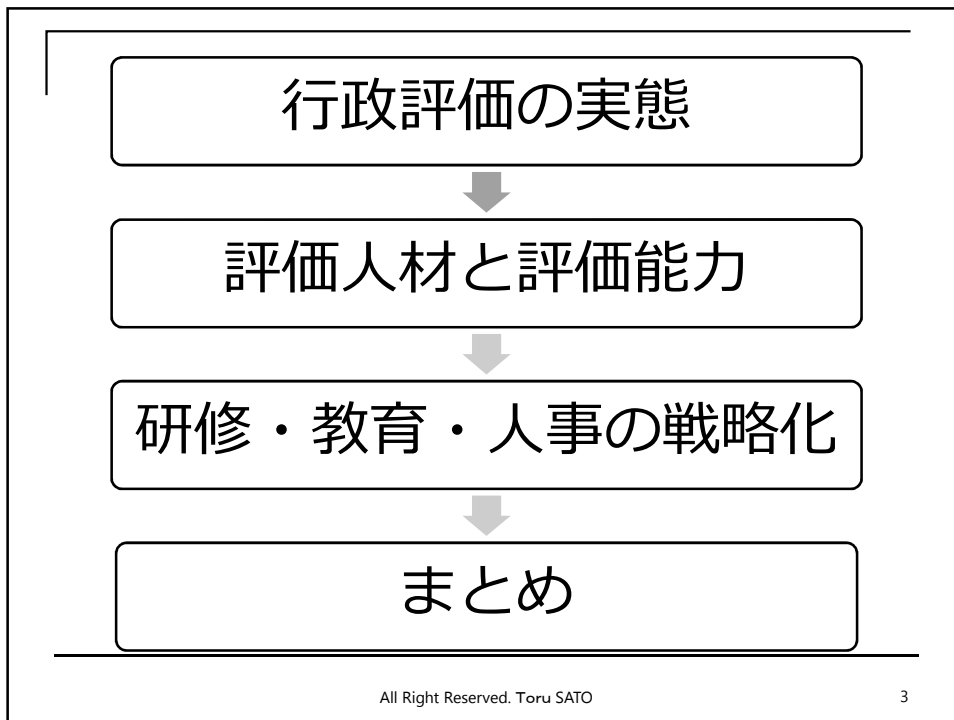 行政評価の実態
評価人材と評価能力
研修・教育・人事の戦略化
まとめ
All Right Reserved. Toru SATO
3